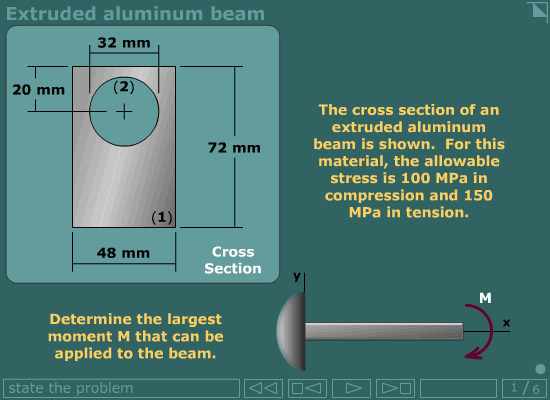 Extruded aluminum beam
32 mm
20 mm
(2)
72 mm
(1)
48 mm
Cross
Section
The cross section of an
extruded aluminum
beam is shown. For this
material, the allowable
stress is 100 MPa in
compression and 150
MPa in tension.
Determine the largest
moment M that can be
applied to the beam.
y
M
x
state the problem
1 / 6